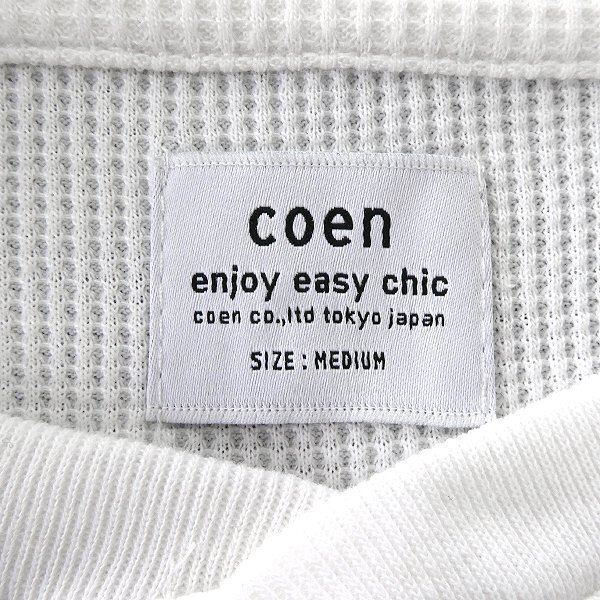 coen
enjoy easy chic
coen co.,ltd tokyo japan
SIZE : MEDIUM